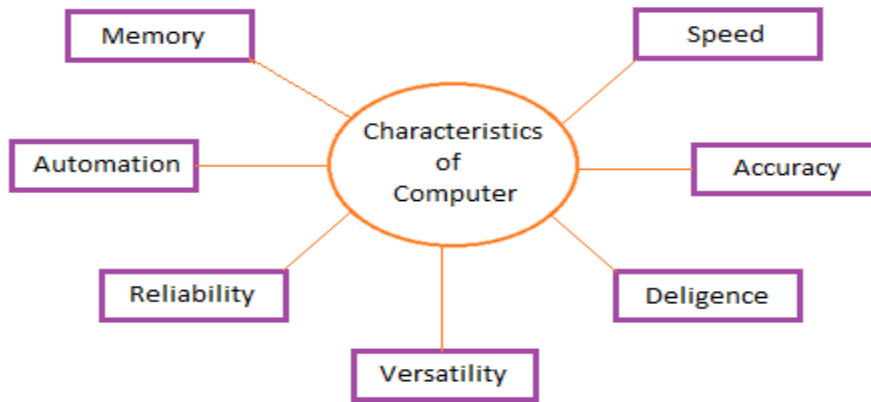 Memory
Speed
Characteristics
of
Computer
Automation
Accuracy
Reliability
Deligence
Versatility